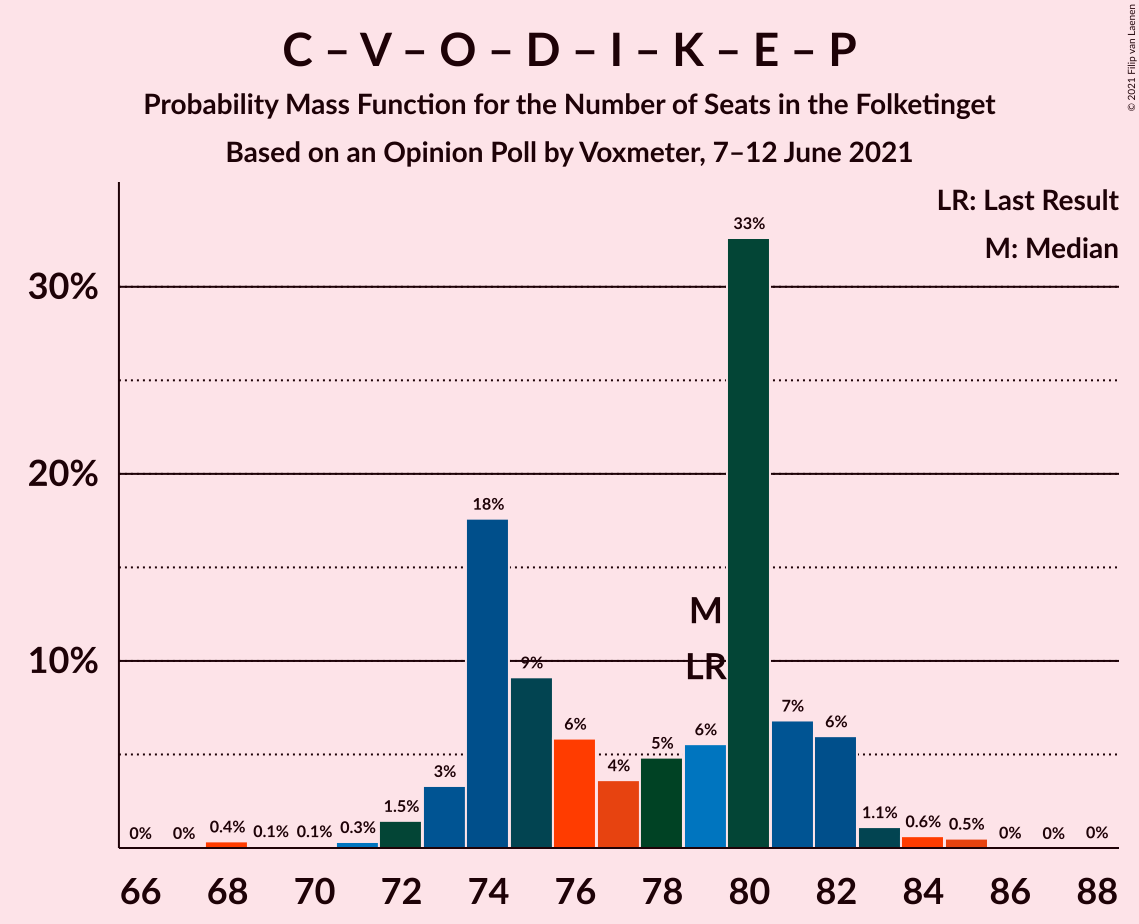 C – V – O – D – I – K – E – P
Probability Mass Function for the Number of Seats in the Folketinget
Based on an Opinion Poll by Voxmeter, 7–12 June 2021
© 2021 Filip van Laenen
LR: Last Result
M: Median
30%
20%
10%
0%
0%
0.4%
0.1%
0.1%
0.3%
1.5%
3%
18%
9%
6%
4%
5%
6%
33%
7%
6%
1.1%
0.6%
0.5%
0%
0%
0%
M
LR
66 68 70 72 74 76 78 80 82 84 86 88